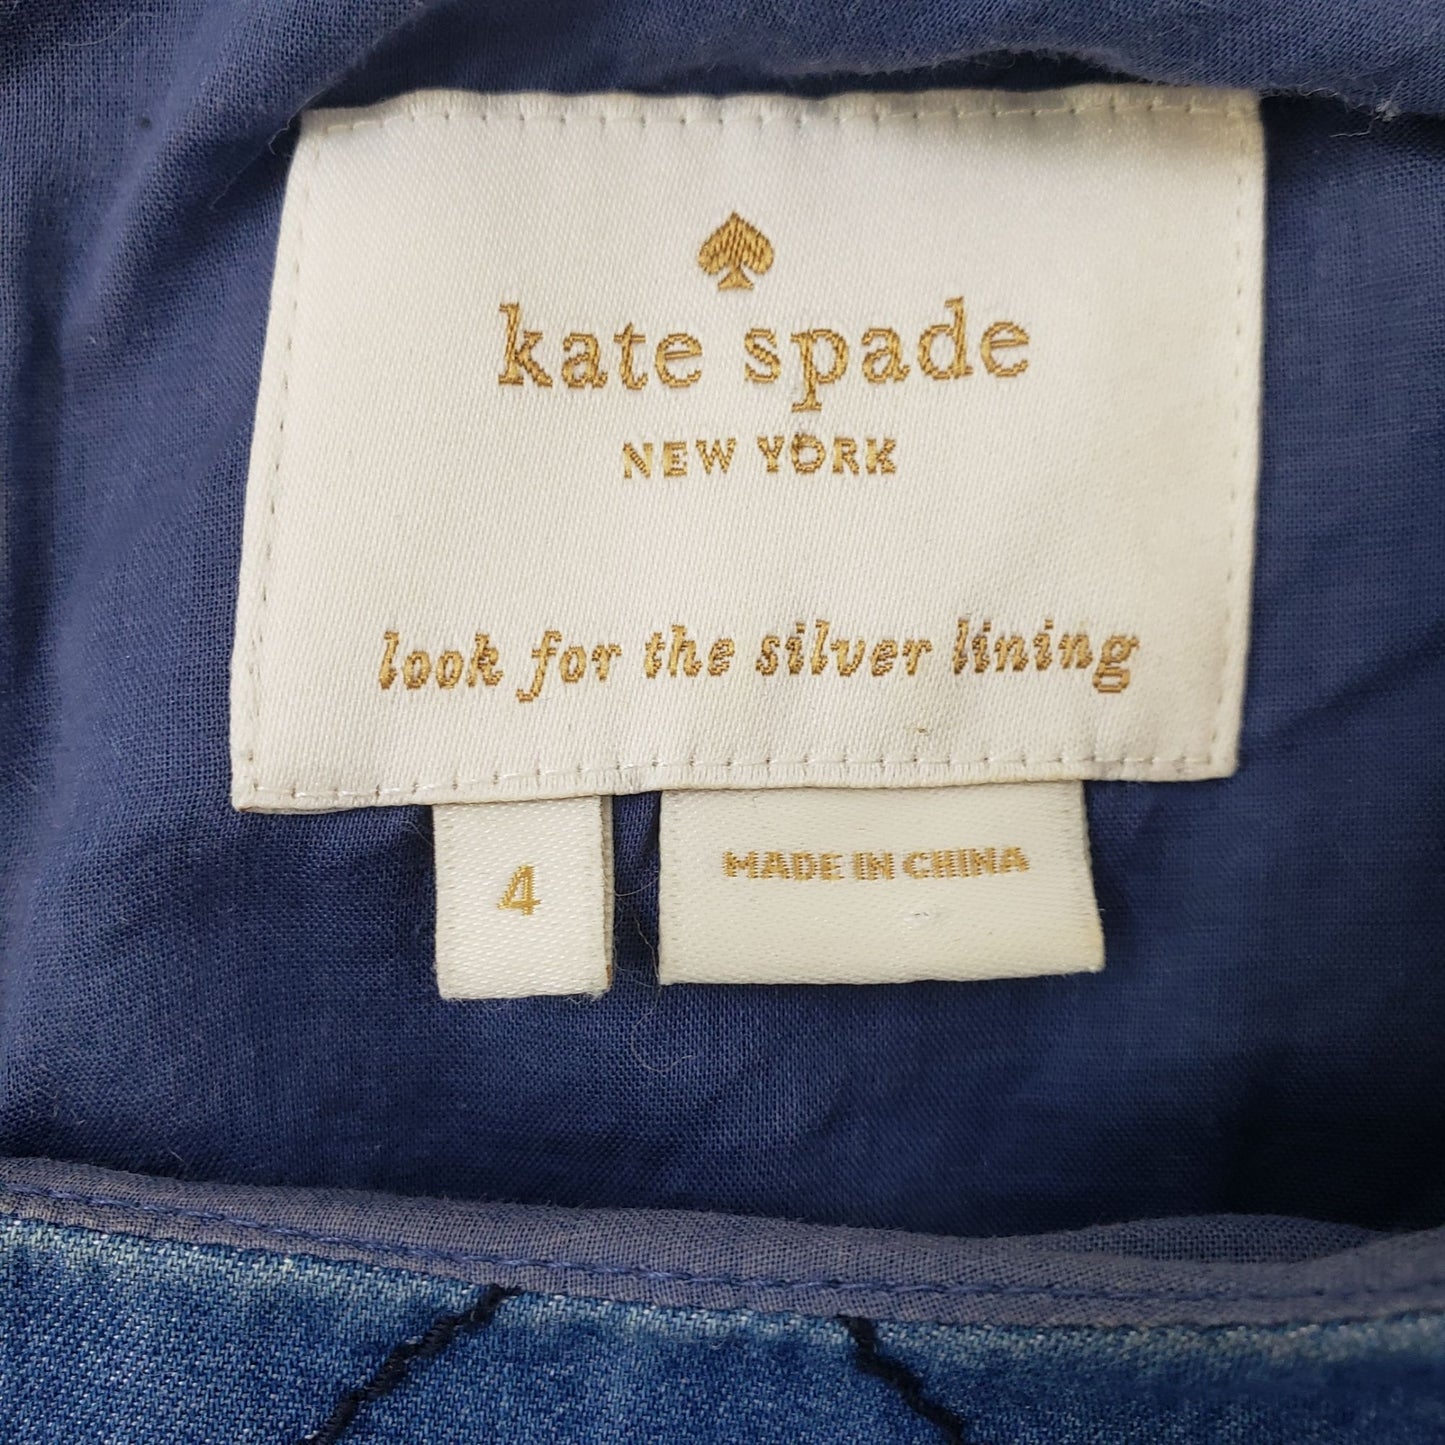 kate spade
NEW YORK
look for the silver lining
4
MADE IN CHINA